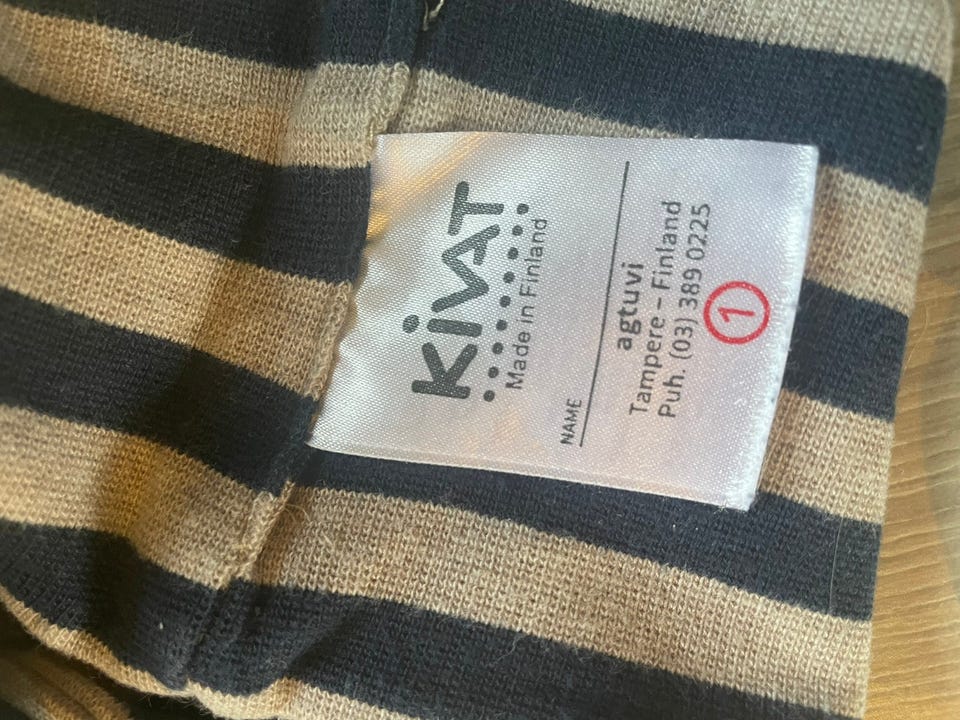 KiVAT
Made in Finland
NAME
agtuvi
Tampere – Finland
Puh. (03) 389 0225
1